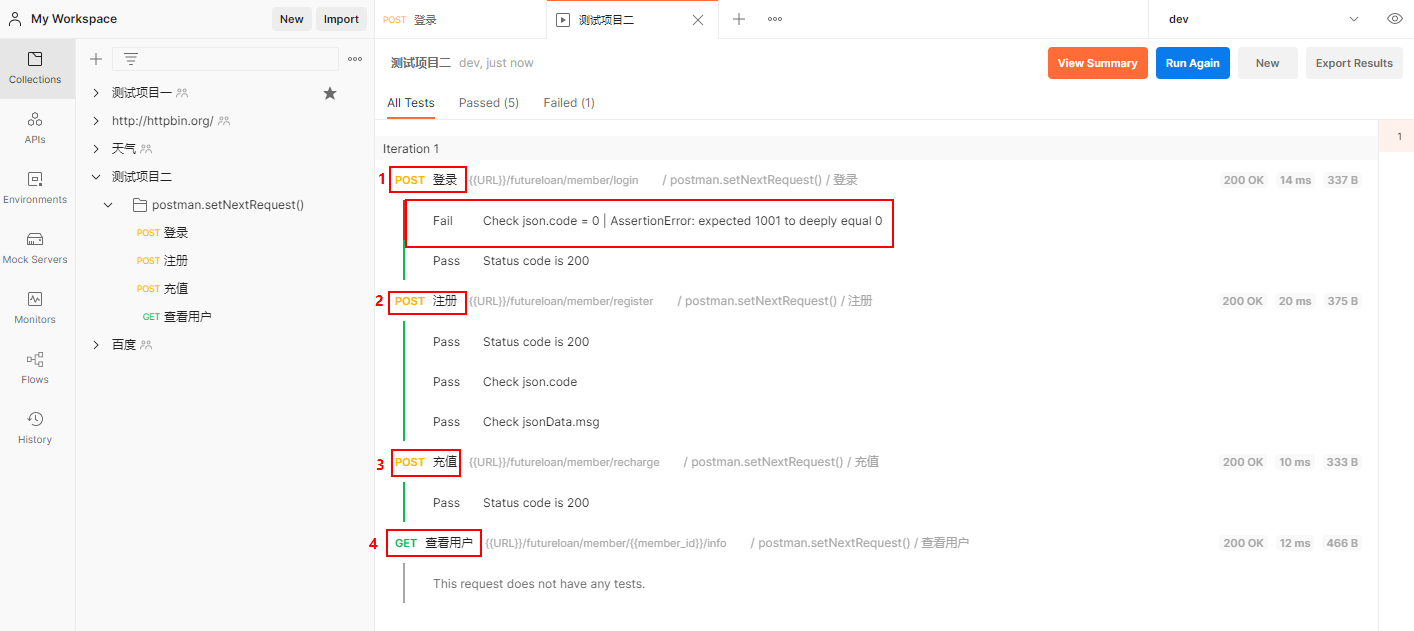 My Workspace New Import POST 登录 测试项目二 dev
Collections
APIs
Environments
Mock Servers
Monitors
Flows
History
测试项目一
http://httpbin.org/
天气
测试项目二
postman.setNextRequest()
POST 登录
POST 注册
POST 充值
GET 查看用户
百度
测试项目二 dev, just now View Summary Run Again New Export Results
All Tests Passed (5) Failed (1)
1
Iteration 1
1 POST 登录 {{URL}}/futureloan/member/login / postman.setNextRequest() / 登录 200 OK 14 ms 337 B
Fail Check json.code = 0 | AssertionError: expected 1001 to deeply equal 0
Pass Status code is 200
2 POST 注册 {{URL}}/futureloan/member/register / postman.setNextRequest() / 注册 200 OK 20 ms 375 B
Pass Status code is 200
Pass Check json.code
Pass Check jsonData.msg
3 POST 充值 {{URL}}/futureloan/member/recharge / postman.setNextRequest() / 充值 200 OK 10 ms 333 B
Pass Status code is 200
4 GET 查看用户 {{URL}}/futureloan/member/{{member_id}}/info / postman.setNextRequest() / 查看用户 200 OK 12 ms 466 B
This request does not have any tests.